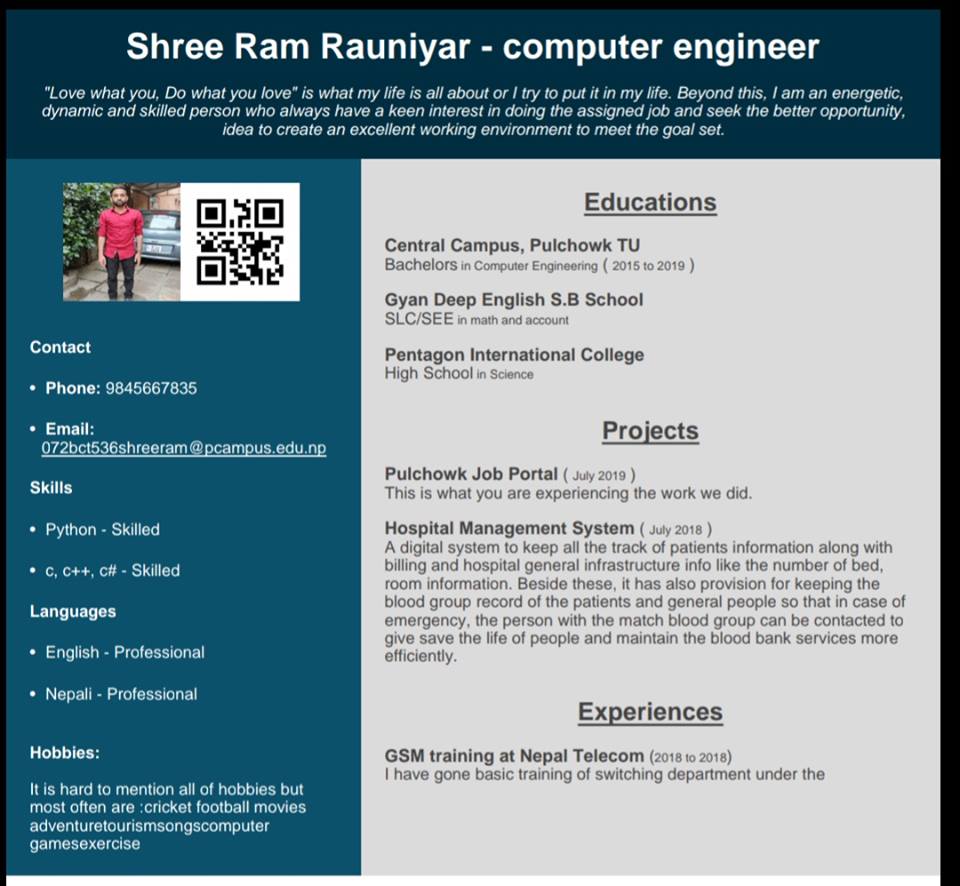 Shree Ram Rauniyar - computer engineer
"Love what you, Do what you love" is what my life is all about or I try to put it in my life. Beyond this, I am an energetic,
dynamic and skilled person who always have a keen interest in doing the assigned job and seek the better opportunity,
idea to create an excellent working environment to meet the goal set.
Contact
• Phone: 9845667835
• Email:
072bct536shreeram@pcampus.edu.np
Skills
• Python - Skilled
• c, c++, c# - Skilled
Languages
• English - Professional
• Nepali - Professional
Hobbies:
It is hard to mention all of hobbies but
most often are :cricket football movies
adventuretourismsongscomputer
gamesexercise
Educations
Central Campus, Pulchowk TU
Bachelors in Computer Engineering ( 2015 to 2019 )
Gyan Deep English S.B School
SLC/SEE in math and account
Pentagon International College
High School in Science
Projects
Pulchowk Job Portal ( July 2019 )
This is what you are experiencing the work we did.
Hospital Management System ( July 2018 )
A digital system to keep all the track of patients information along with
billing and hospital general infrastructure info like the number of bed,
room information. Beside these, it has also provision for keeping the
blood group record of the patients and general people so that in case of
emergency, the person with the match blood group can be contacted to
give save the life of people and maintain the blood bank services more
efficiently.
Experiences
GSM training at Nepal Telecom (2018 to 2018)
I have gone basic training of switching department under the